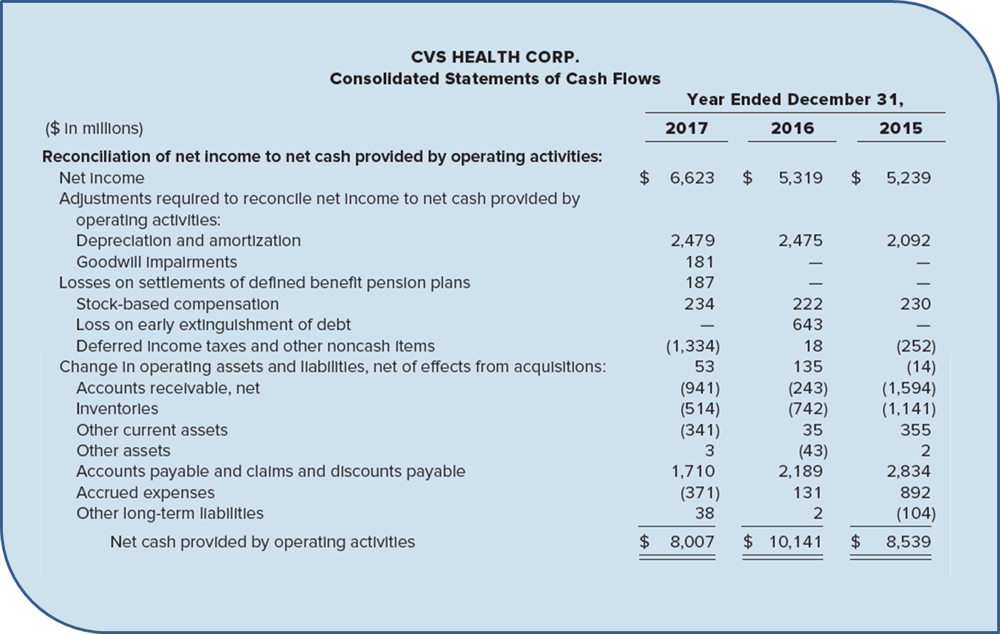 CVS HEALTH CORP.
Consolidated Statements of Cash Flows
Year Ended December 31,
($ in millions) 2017 2016 2015
Reconciliation of net income to net cash provided by operating activities:
Net Income $ 6,623 $ 5,319 $ 5,239
Adjustments required to reconcile net income to net cash provided by
operating activities:
Depreciation and amortization 2,479 2,475 2,092
Goodwill impairments 181 — —
Losses on settlements of defined benefit pension plans 187 — —
Stock-based compensation 234 222 230
Loss on early extinguishment of debt — 643 —
Deferred income taxes and other noncash items (1,334) 18 (252)
Change in operating assets and liabilities, net of effects from acquisitions: 53 135 (14)
Accounts receivable, net (941) (243) (1,594)
Inventories (514) (742) (1,141)
Other current assets (341) 35 355
Other assets 3 (43) 2
Accounts payable and claims and discounts payable 1,710 2,189 2,834
Accrued expenses (371) 131 892
Other long-term liabilities 38 2 (104)
Net cash provided by operating activities $ 8,007 $ 10,141 $ 8,539